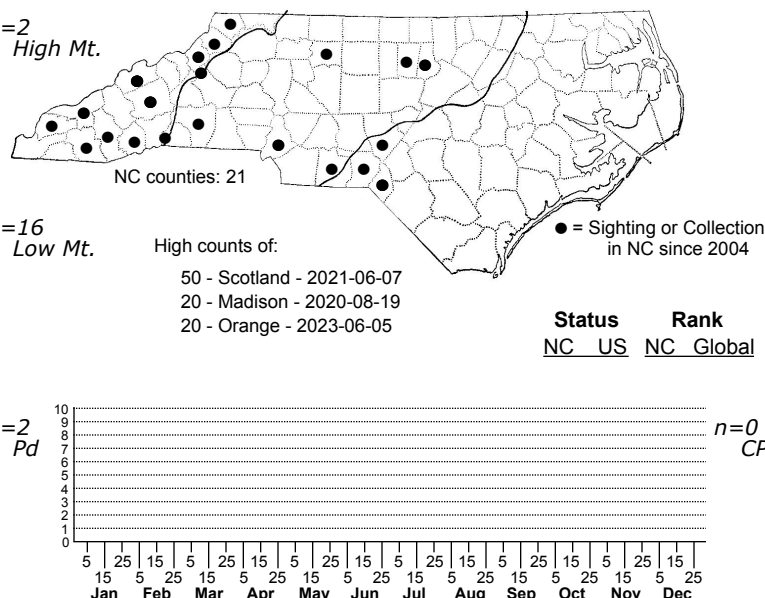 =2
High Mt.
NC counties: 21
=16
Low Mt.
High counts of:
50 - Scotland - 2021-06-07
20 - Madison - 2020-08-19
20 - Orange - 2023-06-05
● = Sighting or Collection
in NC since 2004
Status Rank
NC US NC Global
=2
Pd
n=0
CP
10
9
8
7
6
5
4
3
2
1
0
5 25 15 5 25 15 5 25 15 5 25 15 5 25 15 5 25 15
15 5 25 15 5 25 15 5 25 15 5 25 15 5 25 15 5 25
Jan Feb Mar Apr May Jun Jul Aug Sep Oct Nov Dec